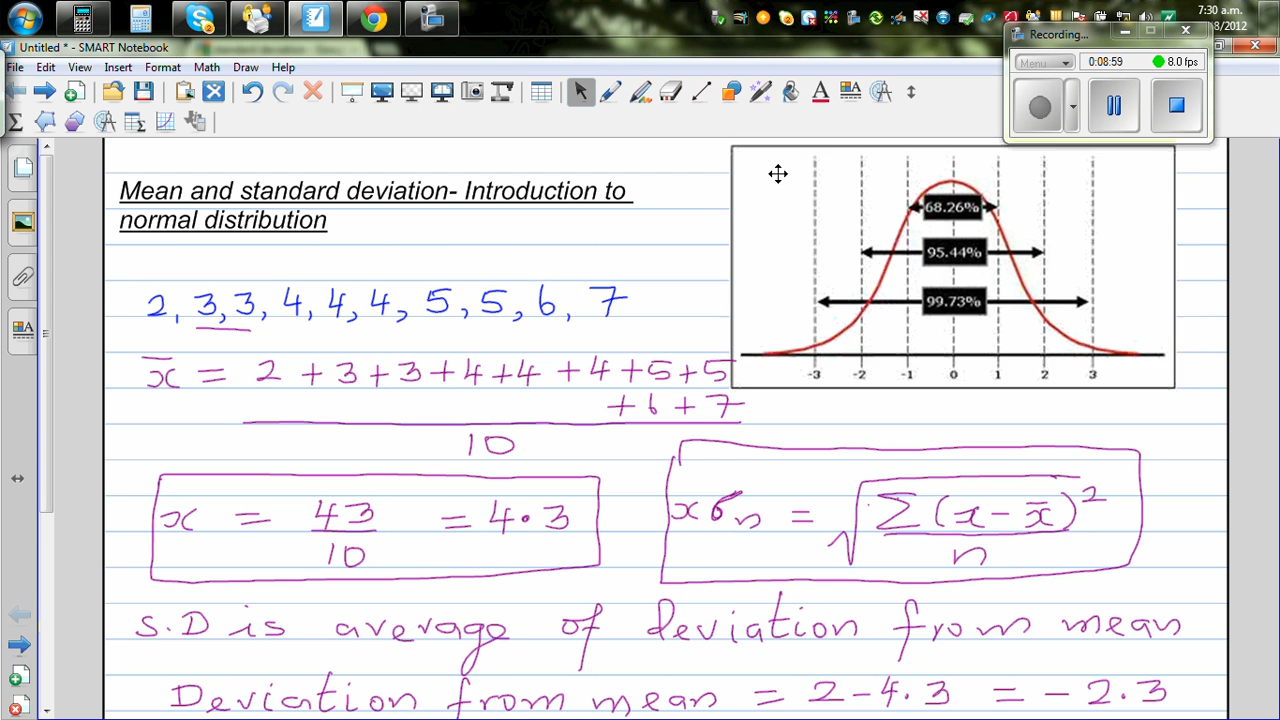 7:30 a.m.
8/2012
Untitled * - SMART Notebook
Recording...
File Edit View Insert Format Math Draw Help
Menu
0:08:59
8.0 fps
Mean and standard deviation- Introduction to
normal distribution
68.26%
95.44%
99.73%
-3 -2 -1 0 1 2 3
2, 3, 3, 4, 4, 4, 5, 5, 6, 7
x̄ = 2 + 3 + 3 + 4 + 4 + 4 + 5 + 5
+ 6 + 7
10
x = 43/10 = 4.3
xσn = √(Σ(x - x̄)²/n)
S.D is average of deviation from mean
Deviation from mean = 2 - 4.3 = - 2.3